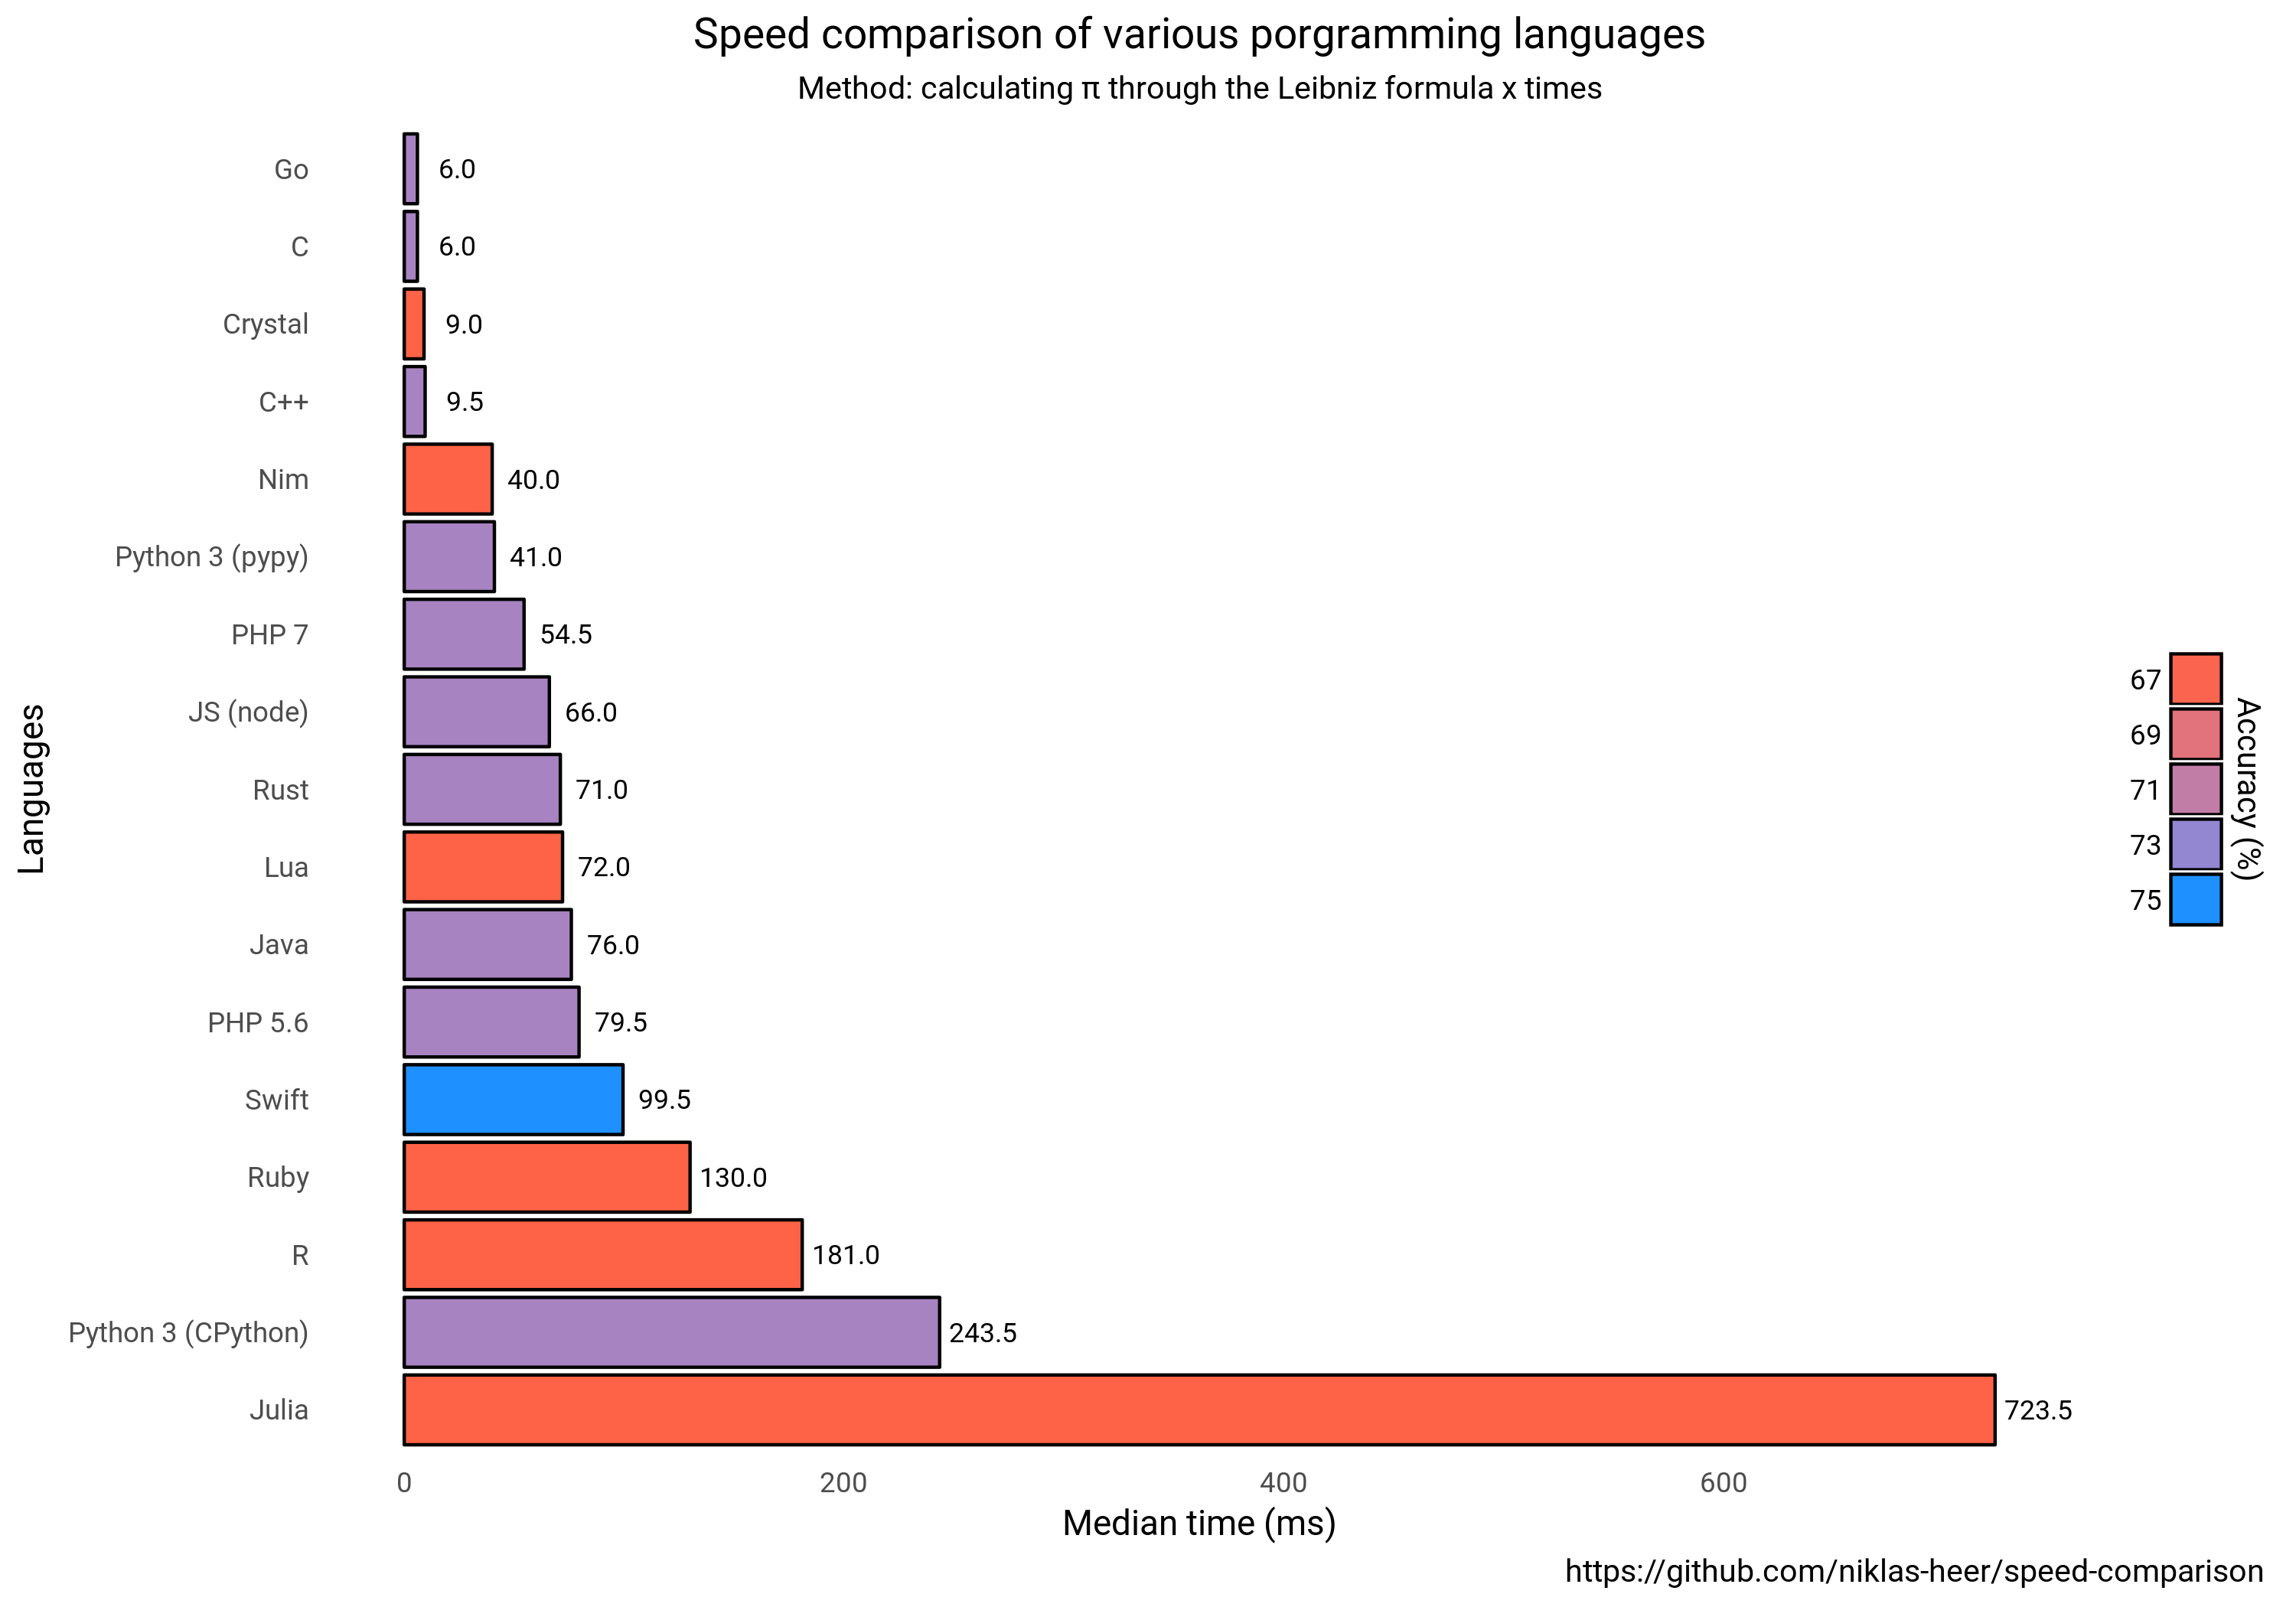 Speed comparison of various porgramming languages
Method: calculating π through the Leibniz formula x times
Languages
Go 6.0
C 6.0
Crystal 9.0
C++ 9.5
Nim 40.0
Python 3 (pypy) 41.0
PHP 7 54.5
JS (node) 66.0
Rust 71.0
Lua 72.0
Java 76.0
PHP 5.6 79.5
Swift 99.5
Ruby 130.0
R 181.0
Python 3 (CPython) 243.5
Julia 723.5
0 200 400 600
Median time (ms)
67
69
71
73
75
Accuracy (%)
https://github.com/niklas-heer/speed-comparison